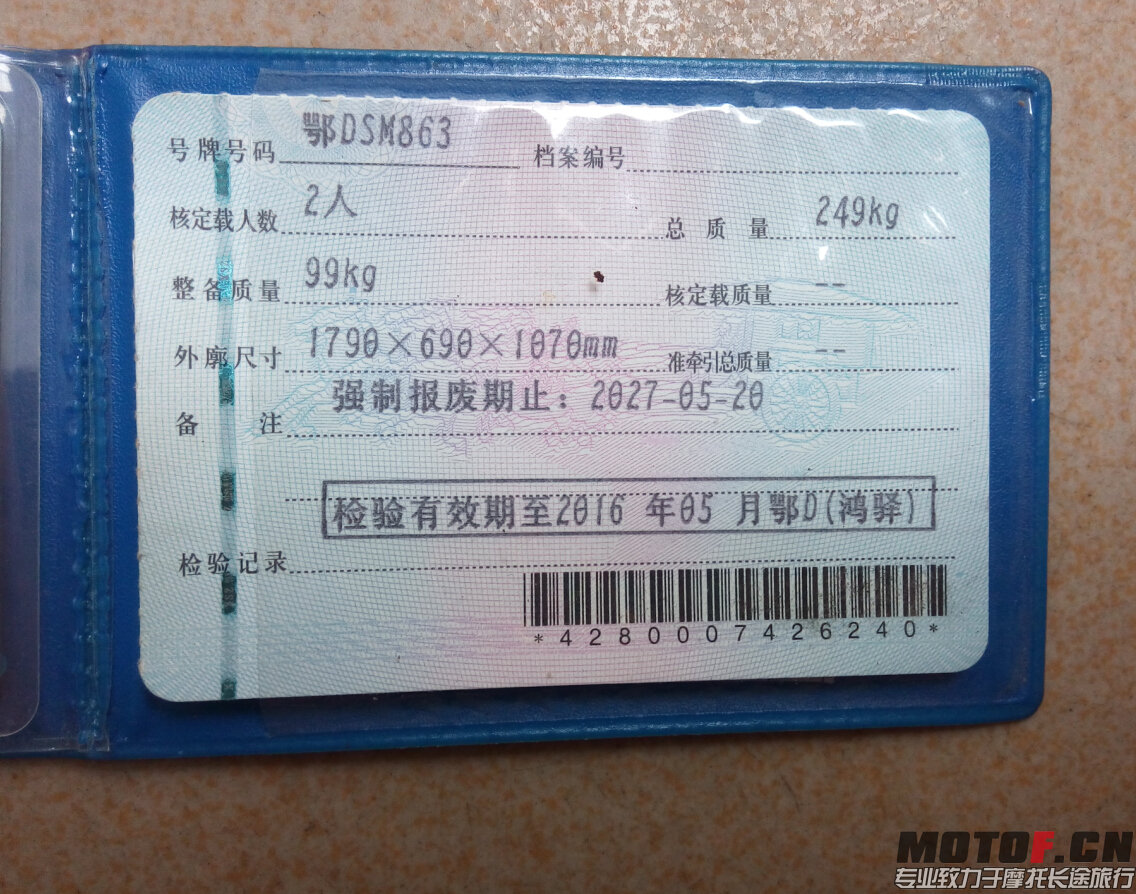 号牌号码 鄂DSM863 档案编号
核定载人数 2人 总质量 249kg
整备质量 99kg 核定载质量 --
外廓尺寸 1790×690×1070mm 准牵引总质量 --
备注 强制报废期止：2027-05-20
检验有效期至2016 年05 月鄂D(鸿驿)
检验记录
*4280007426240*
MOTOF.CN
专业致力于摩托长途旅行